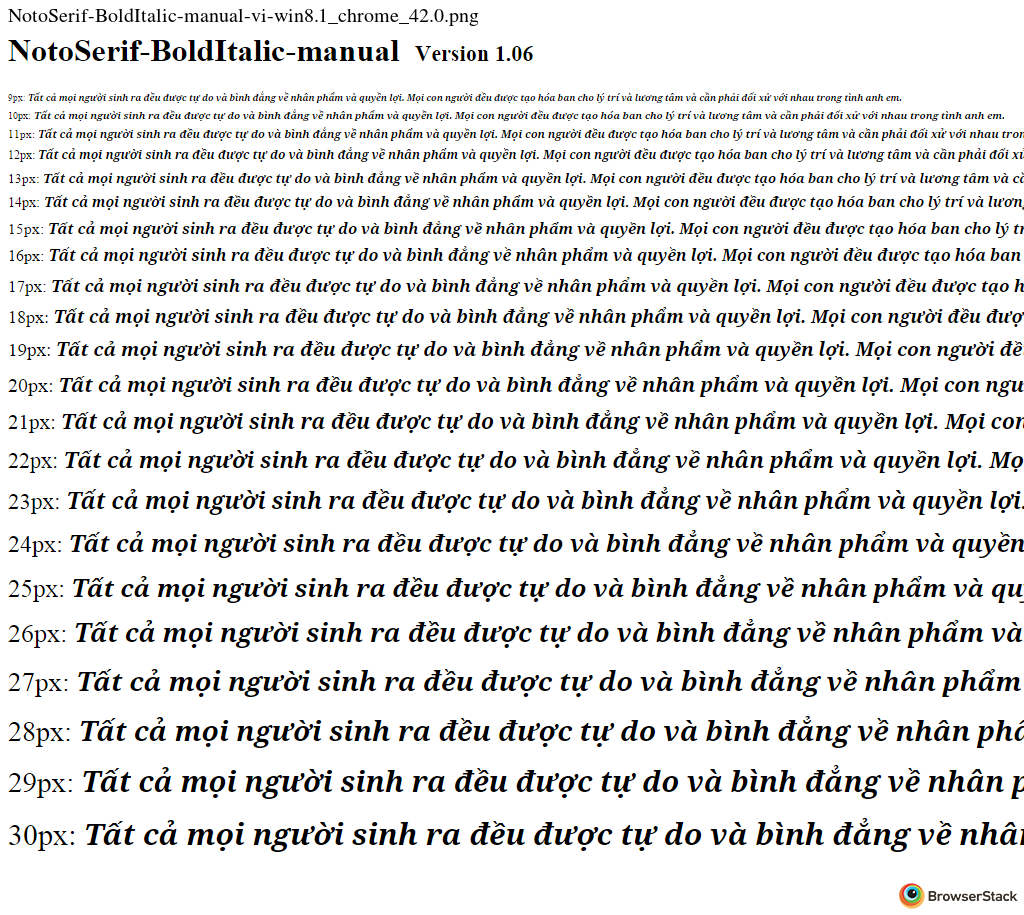 NotoSerif-BoldItalic-manual-vi-win8.1_chrome_42.0.png
NotoSerif-BoldItalic-manual Version 1.06
9px: Tất cả mọi người sinh ra đều được tự do và bình đẳng về nhân phẩm và quyền lợi. Mọi con người đều được tạo hóa ban cho lý trí và lương tâm và cần phải đối xử với nhau trong tình anh em.
10px: Tất cả mọi người sinh ra đều được tự do và bình đẳng về nhân phẩm và quyền lợi. Mọi con người đều được tạo hóa ban cho lý trí và lương tâm và cần phải đối xử với nhau trong tình anh em.
11px: Tất cả mọi người sinh ra đều được tự do và bình đẳng về nhân phẩm và quyền lợi. Mọi con người đều được tạo hóa ban cho lý trí và lương tâm và cần phải đối xử với nhau tron
12px: Tất cả mọi người sinh ra đều được tự do và bình đẳng về nhân phẩm và quyền lợi. Mọi con người đều được tạo hóa ban cho lý trí và lương tâm và cần phải đối xử
13px: Tất cả mọi người sinh ra đều được tự do và bình đẳng về nhân phẩm và quyền lợi. Mọi con người đều được tạo hóa ban cho lý trí và lương tâm và cầ
14px: Tất cả mọi người sinh ra đều được tự do và bình đẳng về nhân phẩm và quyền lợi. Mọi con người đều được tạo hóa ban cho lý trí và lương
15px: Tất cả mọi người sinh ra đều được tự do và bình đẳng về nhân phẩm và quyền lợi. Mọi con người đều được tạo hóa ban cho lý tr
16px: Tất cả mọi người sinh ra đều được tự do và bình đẳng về nhân phẩm và quyền lợi. Mọi con người đều được tạo hóa ban
17px: Tất cả mọi người sinh ra đều được tự do và bình đẳng về nhân phẩm và quyền lợi. Mọi con người đều được tạo h
18px: Tất cả mọi người sinh ra đều được tự do và bình đẳng về nhân phẩm và quyền lợi. Mọi con người đều đượ
19px: Tất cả mọi người sinh ra đều được tự do và bình đẳng về nhân phẩm và quyền lợi. Mọi con người đề
20px: Tất cả mọi người sinh ra đều được tự do và bình đẳng về nhân phẩm và quyền lợi. Mọi con ngư
21px: Tất cả mọi người sinh ra đều được tự do và bình đẳng về nhân phẩm và quyền lợi. Mọi con
22px: Tất cả mọi người sinh ra đều được tự do và bình đẳng về nhân phẩm và quyền lợi. Mọ
23px: Tất cả mọi người sinh ra đều được tự do và bình đẳng về nhân phẩm và quyền lợi.
24px: Tất cả mọi người sinh ra đều được tự do và bình đẳng về nhân phẩm và quyền
25px: Tất cả mọi người sinh ra đều được tự do và bình đẳng về nhân phẩm và quy
26px: Tất cả mọi người sinh ra đều được tự do và bình đẳng về nhân phẩm và
27px: Tất cả mọi người sinh ra đều được tự do và bình đẳng về nhân phẩm
28px: Tất cả mọi người sinh ra đều được tự do và bình đẳng về nhân phẩ
29px: Tất cả mọi người sinh ra đều được tự do và bình đẳng về nhân p
30px: Tất cả mọi người sinh ra đều được tự do và bình đẳng về nhân
BrowserStack